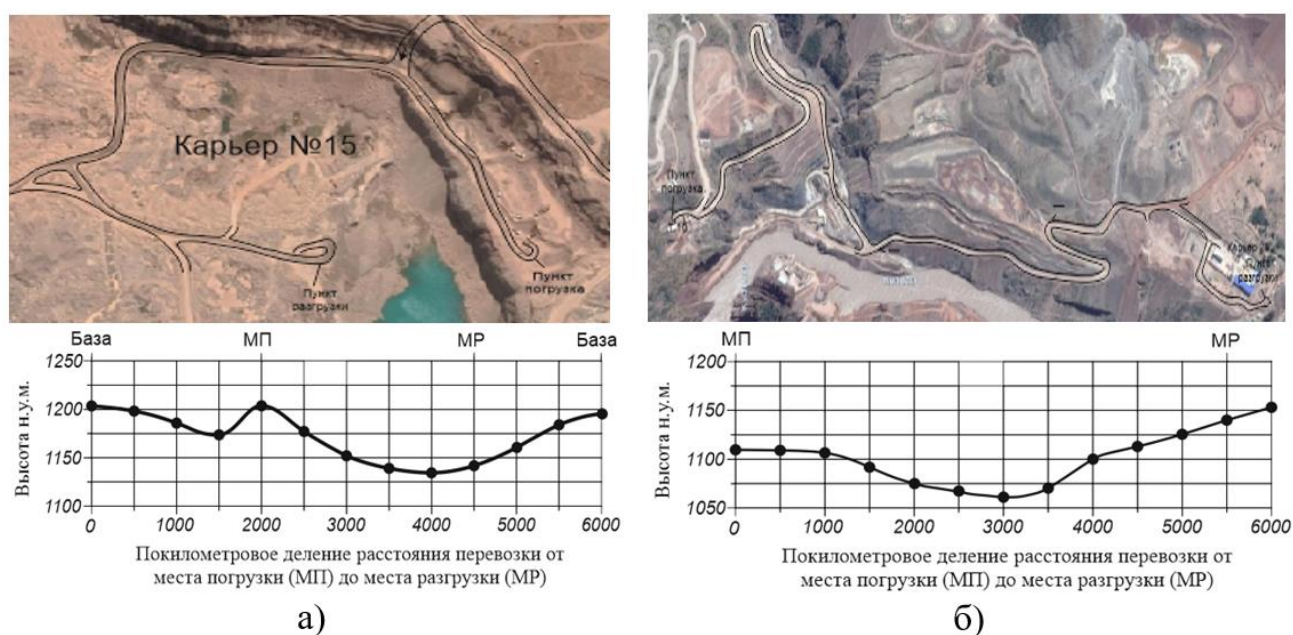 Карьер №15
Пункт
погрузки
Пункт
разгрузки
Пункт
погрузка
Пункт
разгрузки
База МП МР База
Высота н.у.м.
1250
1200
1150
1100
0 1000 2000 3000 4000 5000 6000
Покилометровое деление расстояния перевозки от
места погрузки (МП) до места разгрузки (МР)
а)
МП МР
Высота н.у.м.
1200
1150
1100
1050
0 1000 2000 3000 4000 5000 6000
Покилометровое деление расстояния перевозки от
места погрузки (МП) до места разгрузки (МР)
б)